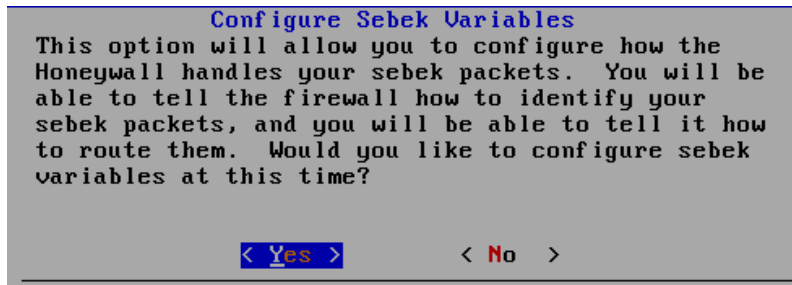 Configure Sebek Variables
This option will allow you to configure how the
Honeywall handles your sebek packets.  You will be
able to tell the firewall how to identify your
sebek packets, and you will be able to tell it how
to route them.  Would you like to configure sebek
variables at this time?
< Yes >          < No  >